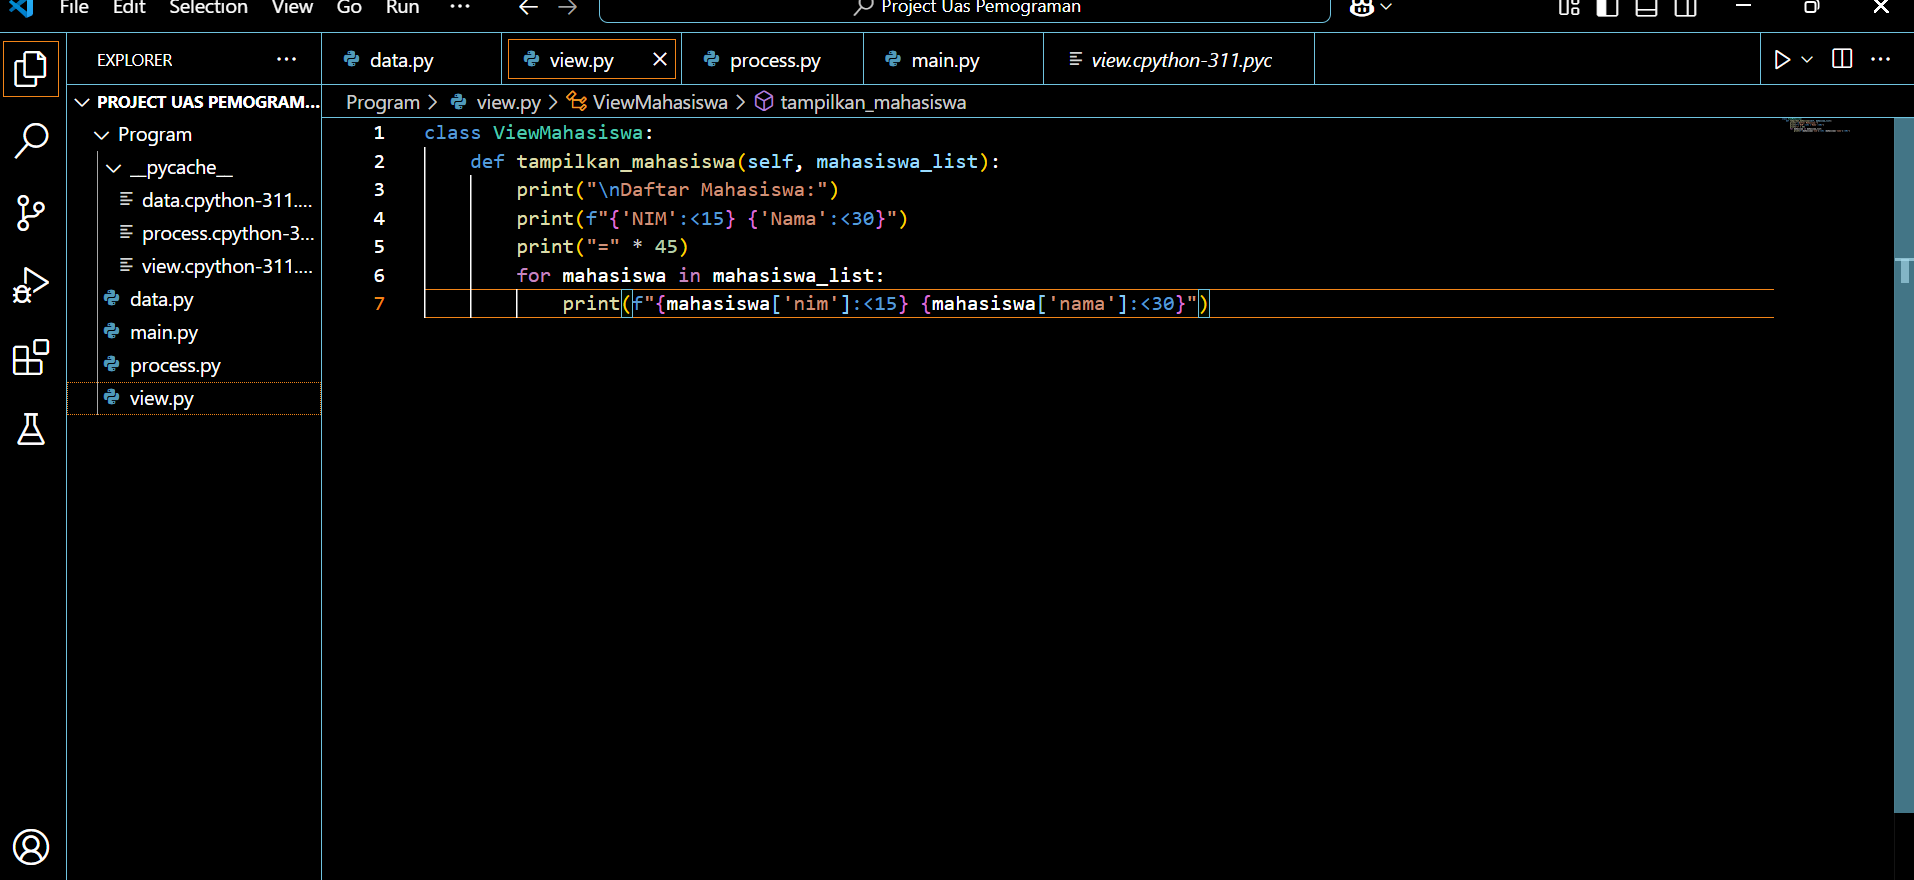 File Edit Selection View Go Run ··· Project Uas Pemograman
EXPLORER ···
PROJECT UAS PEMOGRAM...
Program
__pycache__
data.cpython-311....
process.cpython-3...
view.cpython-311....
data.py
main.py
process.py
view.py
data.py view.py process.py main.py view.cpython-311.pyc
Program > view.py > ViewMahasiswa > tampilkan_mahasiswa
1 class ViewMahasiswa:
2     def tampilkan_mahasiswa(self, mahasiswa_list):
3         print("\nDaftar Mahasiswa:")
4         print(f"{'NIM':<15} {'Nama':<30}")
5         print("=" * 45)
6         for mahasiswa in mahasiswa_list:
7             print(f"{mahasiswa['nim']:<15} {mahasiswa['nama']:<30}")